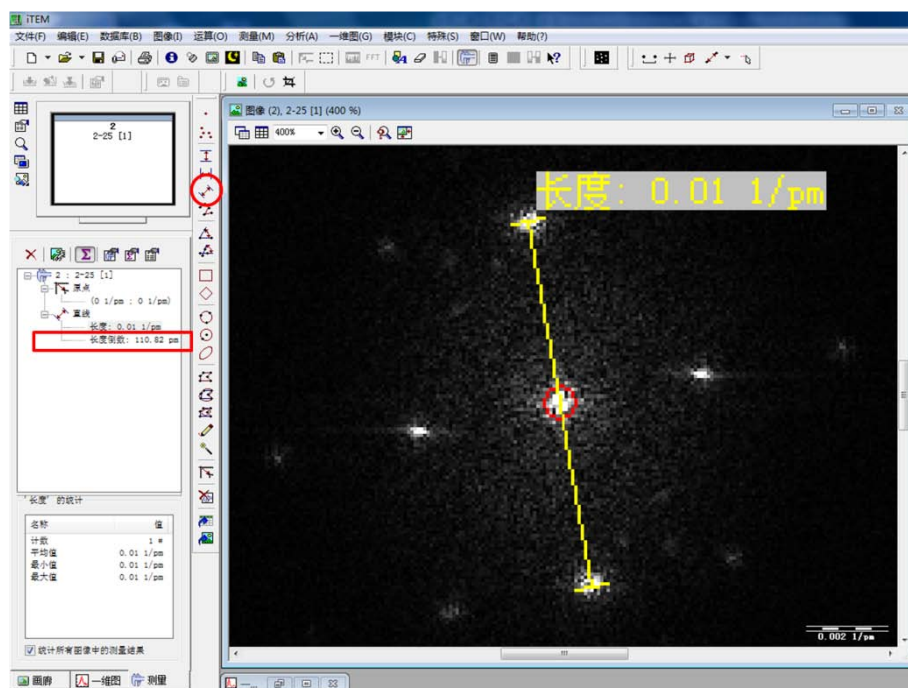 iTEM
文件(F) 编辑(E) 数据库(B) 图像(I) 运算(O) 测量(M) 分析(A) 一维图(G) 模块(C) 特殊(S) 窗口(W) 帮助(?)
2
2-25 [1]
图像 (2), 2-25 [1] (400 %)
400%
长度: 0.01 1/pm
2 : 2-25 [1]
原点
(0 1/pm : 0 1/pm)
直线
长度: 0.01 1/pm
长度倒数: 110.82 pm
"长度" 的统计
名称 值
计数 1 #
平均值 0.01 1/pm
最小值 0.01 1/pm
最大值 0.01 1/pm
统计所有图像中的测量结果
0.002 1/pm
画廊 一维图 测量